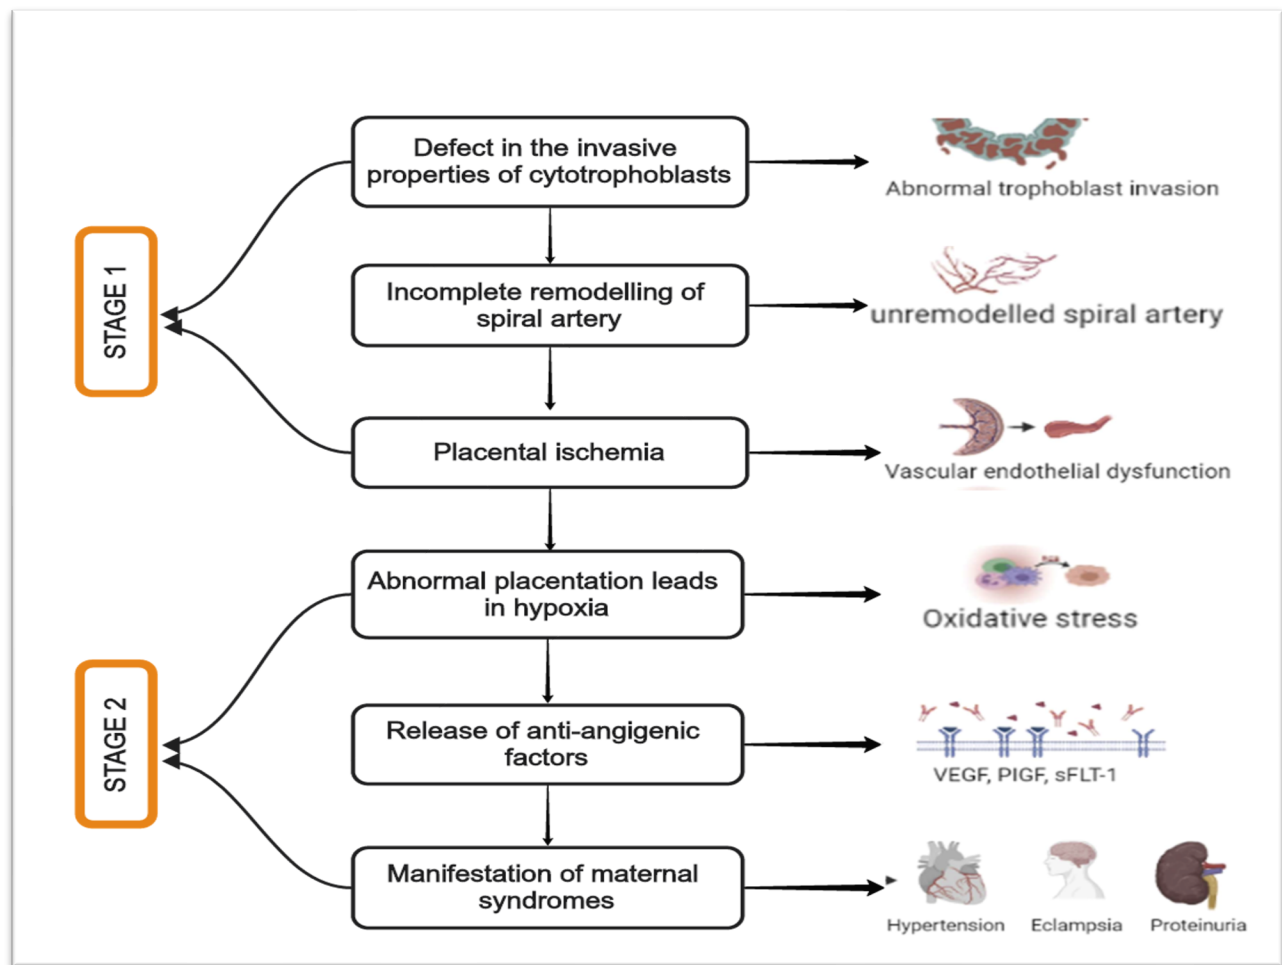 Defect in the invasive
properties of cytotrophoblasts
Abnormal trophoblast invasion
STAGE 1
Incomplete remodelling of
spiral artery
unremodelled spiral artery
Placental ischemia
Vascular endothelial dysfunction
Abnormal placentation leads
in hypoxia
Oxidative stress
STAGE 2
Release of anti-angigenic
factors
VEGF, PIGF, sFLT-1
Manifestation of maternal
syndromes
Hypertension
Eclampsia
Proteinuria